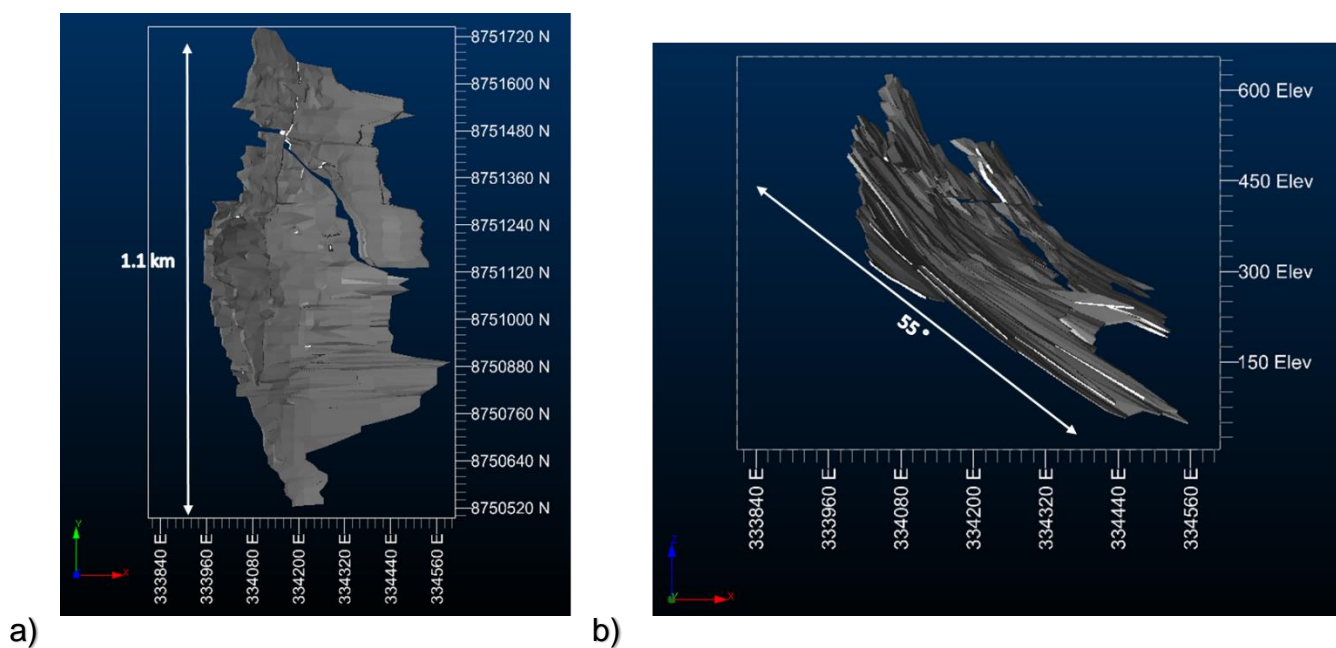 8751720 N
8751600 N
8751480 N
8751360 N
8751240 N
8751120 N
8751000 N
8750880 N
8750760 N
8750640 N
8750520 N
1.1 km
Y
X
333840 E
333960 E
334080 E
334200 E
334320 E
334440 E
334560 E
a)
600 Elev
450 Elev
300 Elev
150 Elev
55°
Z
Y
X
333840 E
333960 E
334080 E
334200 E
334320 E
334440 E
334560 E
b)